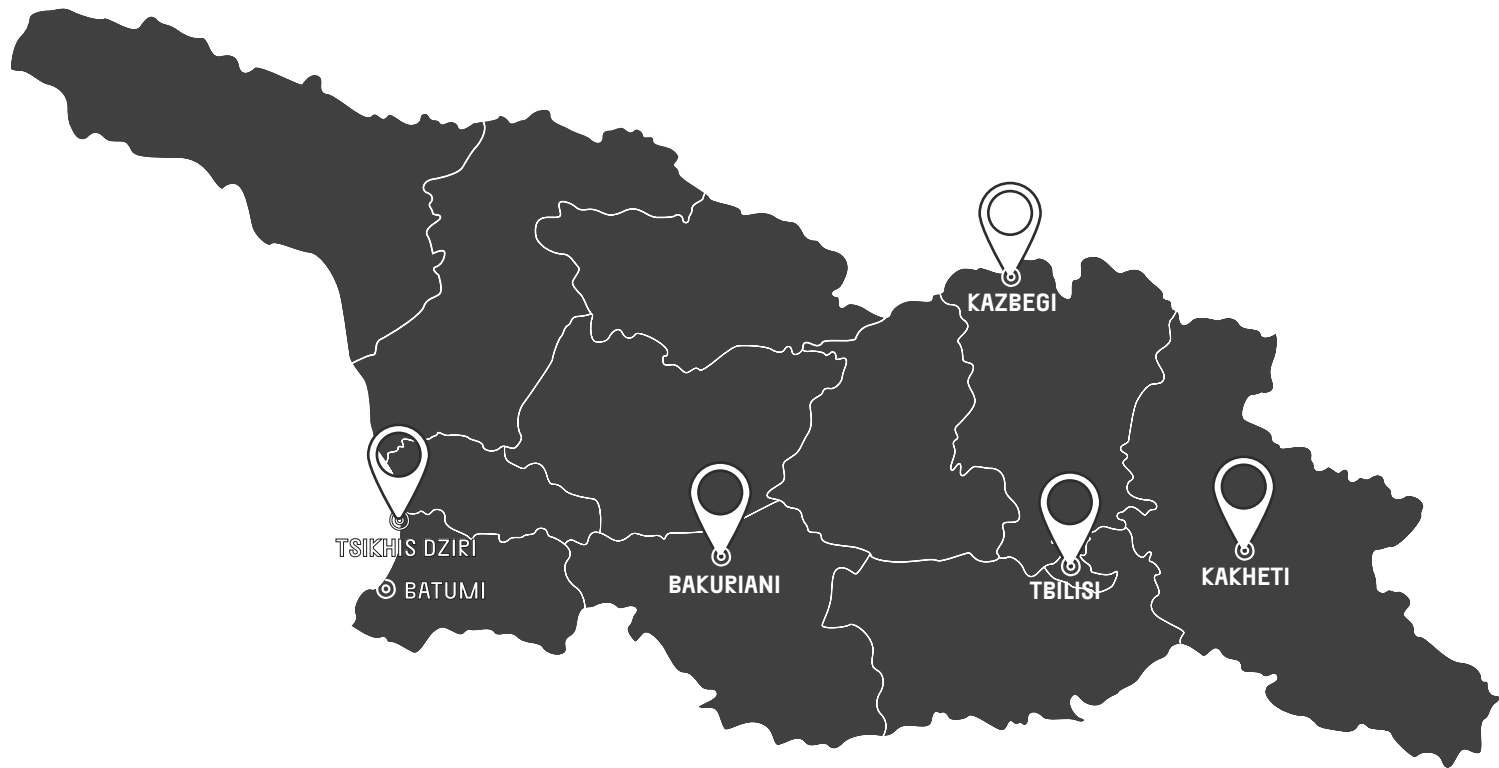 KAZBEGI
TSIKHIS DZIRI
BATUMI
BAKURIANI
TBILISI
KAKHETI